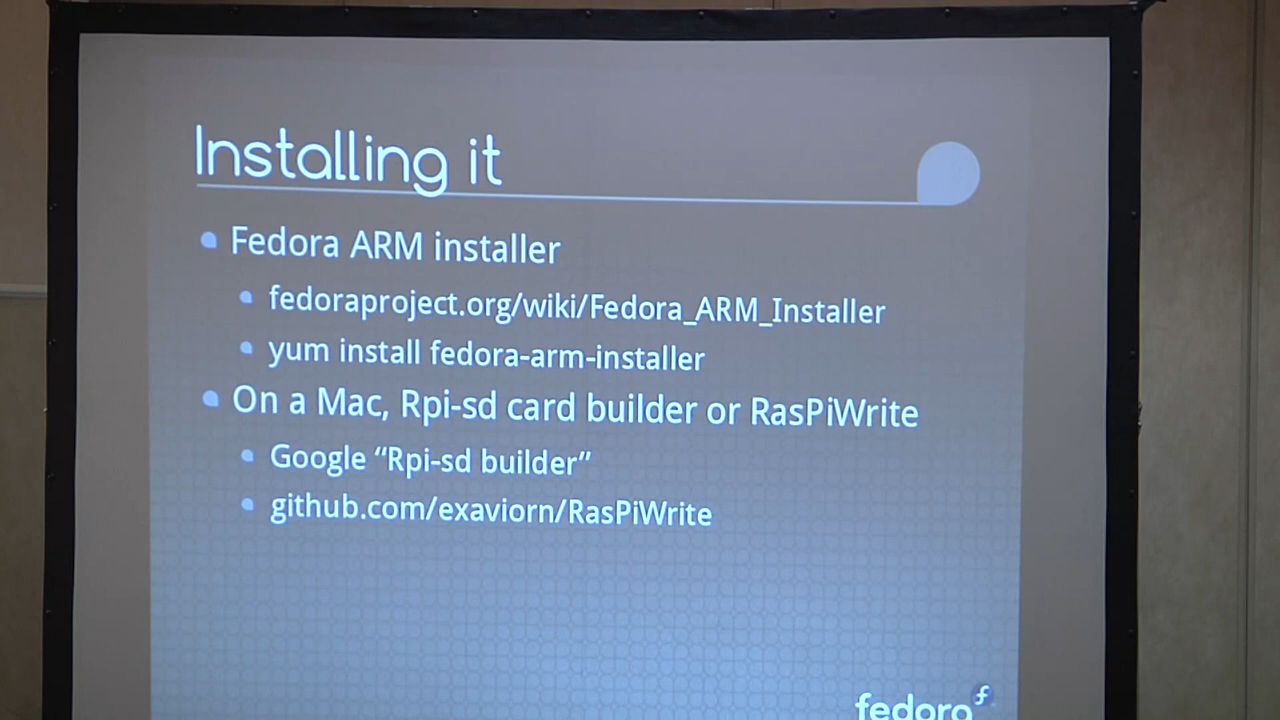 Installing it
Fedora ARM installer
fedoraproject.org/wiki/Fedora_ARM_Installer
yum install fedora-arm-installer
On a Mac, Rpi-sd card builder or RasPiWrite
Google “Rpi-sd builder”
github.com/exaviorn/RasPiWrite
fedora